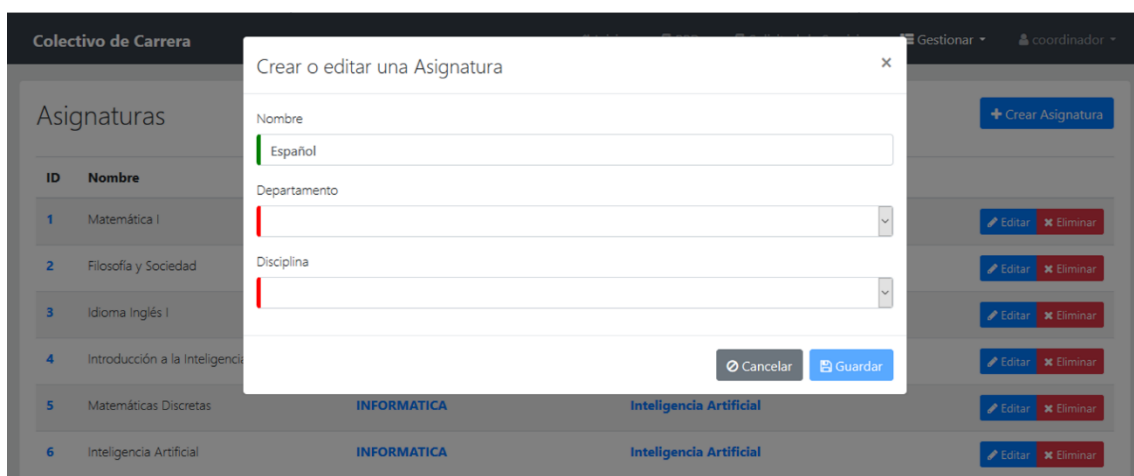 Colectivo de Carrera
Gestionar
coordinador
Crear o editar una Asignatura
×
Asignaturas
+ Crear Asignatura
Nombre
Español
Departamento
Disciplina
Cancelar
Guardar
ID Nombre
1 Matemática I Editar Eliminar
2 Filosofía y Sociedad Editar Eliminar
3 Idioma Inglés I Editar Eliminar
4 Introducción a la Editar Eliminar
5 Matemáticas Discretas INFORMATICA Inteligencia Artificial Editar Eliminar
6 Inteligencia Artificial INFORMATICA Inteligencia Artificial Editar Eliminar